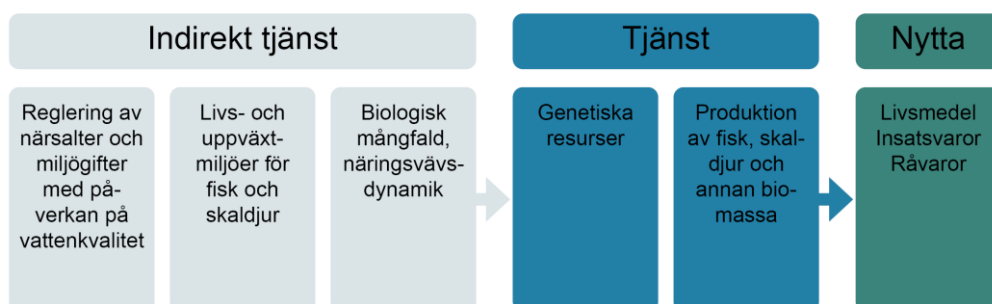 Indirekt tjänst
Tjänst
Nytta
Reglering av
närsalter och
miljögifter
med på-
verkan på
vattenkvalitet
Livs- och
uppväxt-
miljöer för
fisk och
skaldjur
Biologisk
mångfald,
näringsvävs-
dynamik
Genetiska
resurser
Produktion
av fisk, skal-
djur och
annan bio-
massa
Livsmedel
Insatsvaror
Råvaror